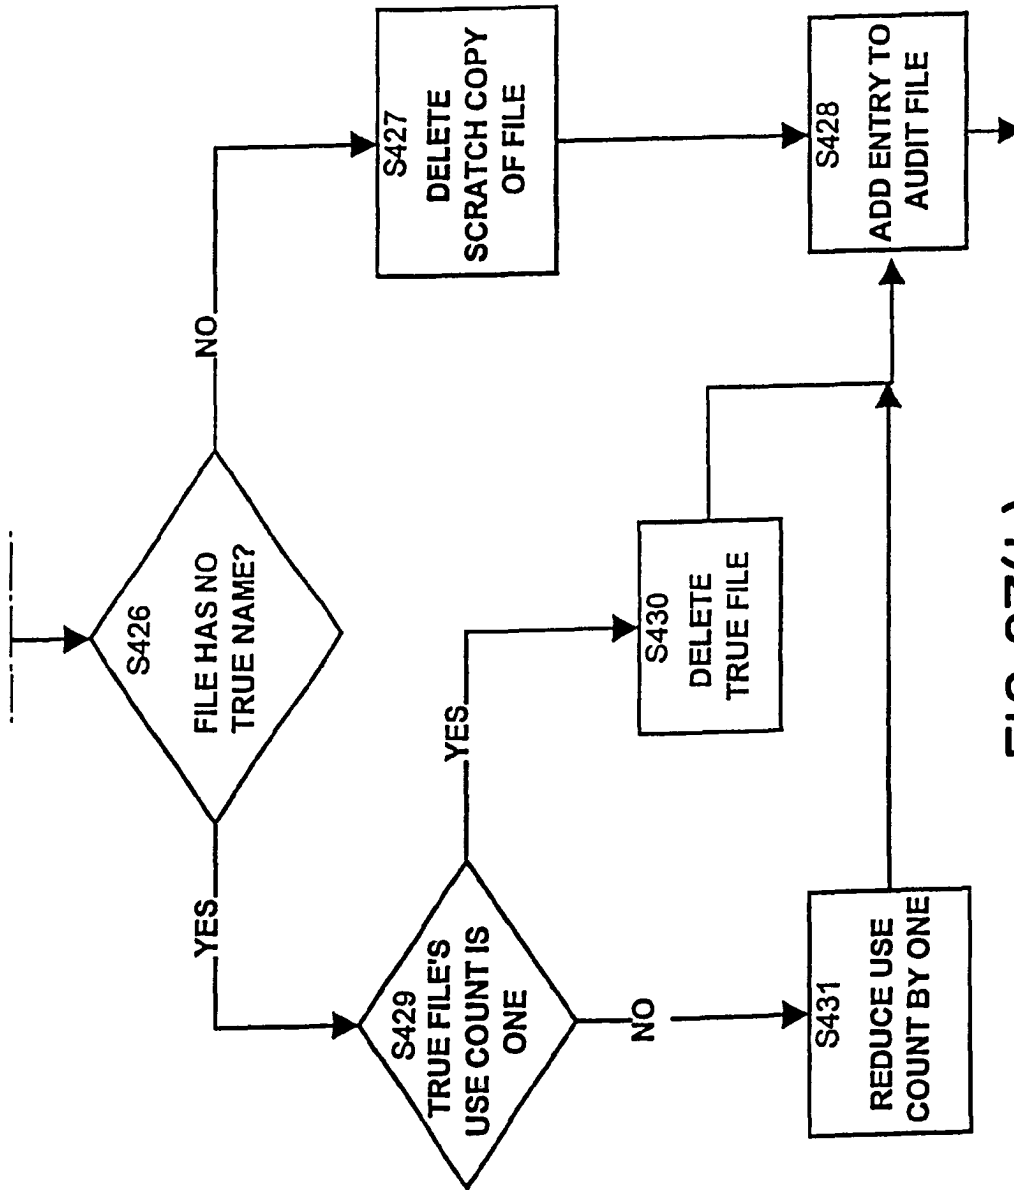 S426
FILE HAS NO
TRUE NAME?
YES
NO
S427
DELETE
SCRATCH COPY
OF FILE
S429
TRUE FILE'S
USE COUNT IS
ONE
YES
NO
S430
DELETE
TRUE FILE
S431
REDUCE USE
COUNT BY ONE
S428
ADD ENTRY TO
AUDIT FILE